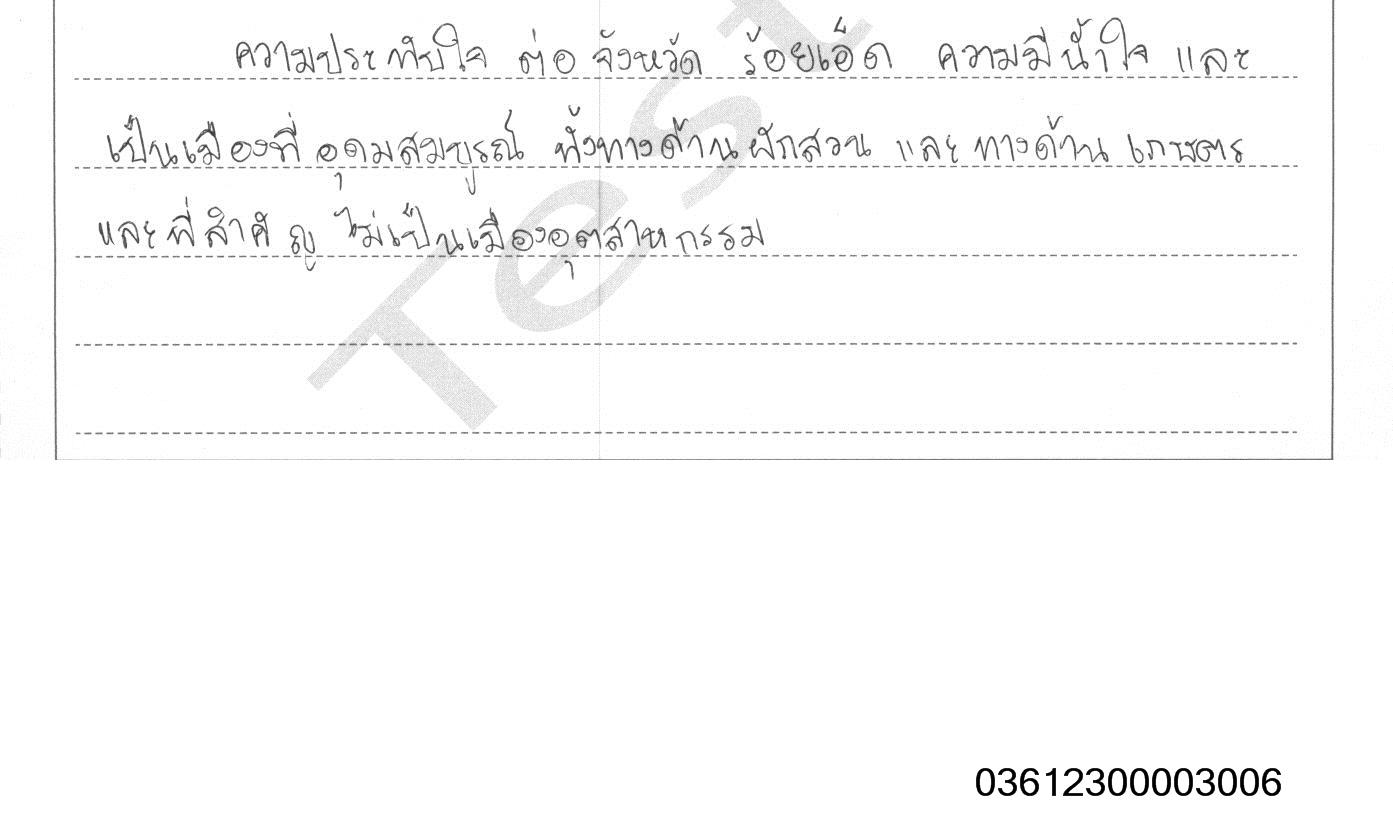 ความประทับใจ ต่อ จังหวัด ร้อยเอ็ด ความมีน้ำใจ และ
เป็นเมืองที่ อุดมสมบูรณ์ ทั้งทางด้านผักสวน และ ทางด้าน เกษตร
และที่สำคัญ ไม่เป็นเมืองอุตสาหกรรม
Test
03612300003006